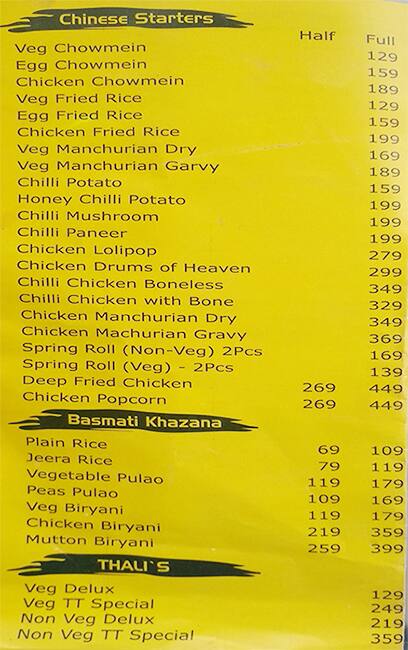 Chinese Starters Half Full
Veg Chowmein 129
Egg Chowmein 159
Chicken Chowmein 189
Veg Fried Rice 129
Egg Fried Rice 159
Chicken Fried Rice 199
Veg Manchurian Dry 169
Veg Manchurian Garvy 189
Chilli Potato 159
Honey Chilli Potato 199
Chilli Mushroom 199
Chilli Paneer 199
Chicken Lolipop 279
Chicken Drums of Heaven 299
Chilli Chicken Boneless 349
Chilli Chicken with Bone 329
Chicken Manchurian Dry 349
Chicken Machurian Gravy 369
Spring Roll (Non-Veg) 2Pcs 169
Spring Roll (Veg) - 2Pcs 139
Deep Fried Chicken 269 449
Chicken Popcorn 269 449
Basmati Khazana
Plain Rice 69 109
Jeera Rice 79 119
Vegetable Pulao 119 179
Peas Pulao 109 169
Veg Biryani 119 179
Chicken Biryani 219 359
Mutton Biryani 259 399
THALI`S
Veg Delux 129
Veg TT Special 249
Non Veg Delux 219
Non Veg TT Special 359